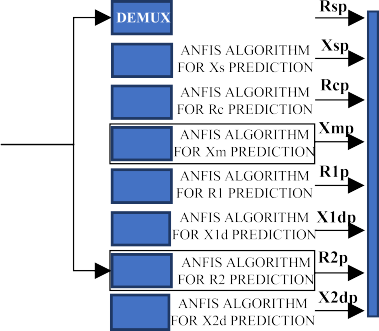 DEMUX Rsp
ANFIS ALGORITHM Xsp
FOR Xs PREDICTION
ANFIS ALGORITHM Rcp
FOR Rc PREDICTION
ANFIS ALGORITHM Xmp
FOR Xm PREDICTION
ANFIS ALGORITHM R1p
FOR R1 PREDICTION
ANFIS ALGORITHM X1dp
FOR X1d PREDICTION
ANFIS ALGORITHM R2p
FOR R2 PREDICTION
ANFIS ALGORITHM X2dp
FOR X2d PREDICTION